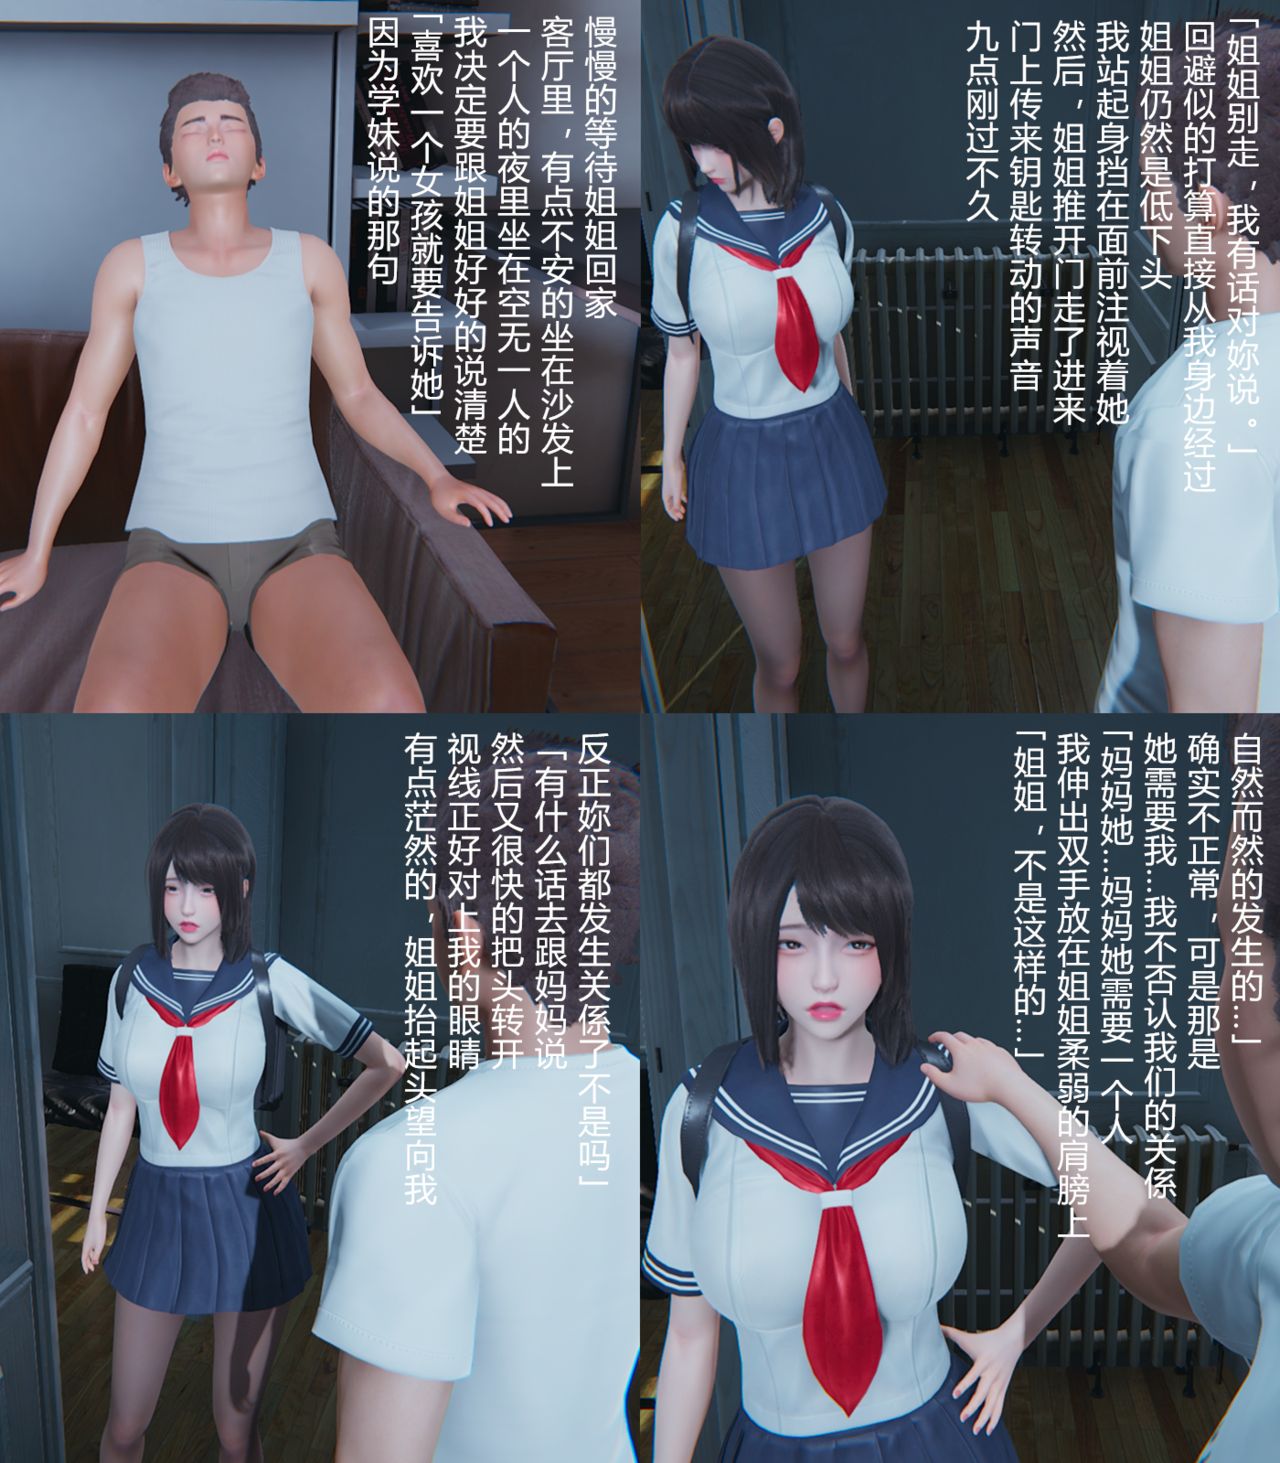 因为学妹说的那句
「喜欢一个女孩就要告诉她」
我决定要跟姐姐好好的说清楚
一个人的夜里坐在空无一人的
客厅里，有点不安的坐在沙发上
慢慢的等待姐姐回家
九点刚过不久
门上传来钥匙转动的声音
然后，姐姐推开门走了进来
我站起身挡在面前注视着她
姐姐仍然是低下头
回避似的打算直接从我身边经过
「姐姐别走，我有话对妳说。」
有点茫然的，姐姐抬起头望向我
视线正好对上我的眼睛
然后又很快的把头转开
「有什么话去跟妈妈说
反正妳们都发生关係了不是吗」
「姐姐，不是这样的...」
我伸出双手放在姐姐柔弱的肩膀上
「妈妈她...妈妈她需要一个人
她需要我...我不否认我们的关係
确实不正常，可是那是
自然而然的发生的...」